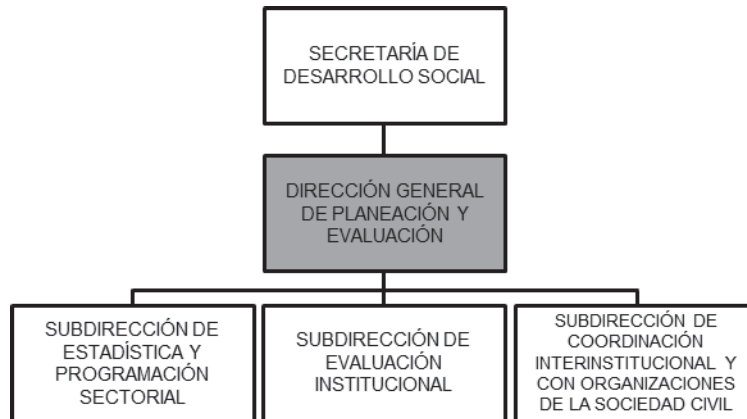 SECRETARÍA DE
DESARROLLO SOCIAL
DIRECCIÓN GENERAL
DE PLANEACIÓN Y
EVALUACIÓN
SUBDIRECCIÓN DE
ESTADÍSTICA Y
PROGRAMACIÓN
SECTORIAL
SUBDIRECCIÓN DE
EVALUACIÓN
INSTITUCIONAL
SUBDIRECCIÓN DE
COORDINACIÓN
INTERINSTITUCIONAL Y
CON ORGANIZACIONES
DE LA SOCIEDAD CIVIL